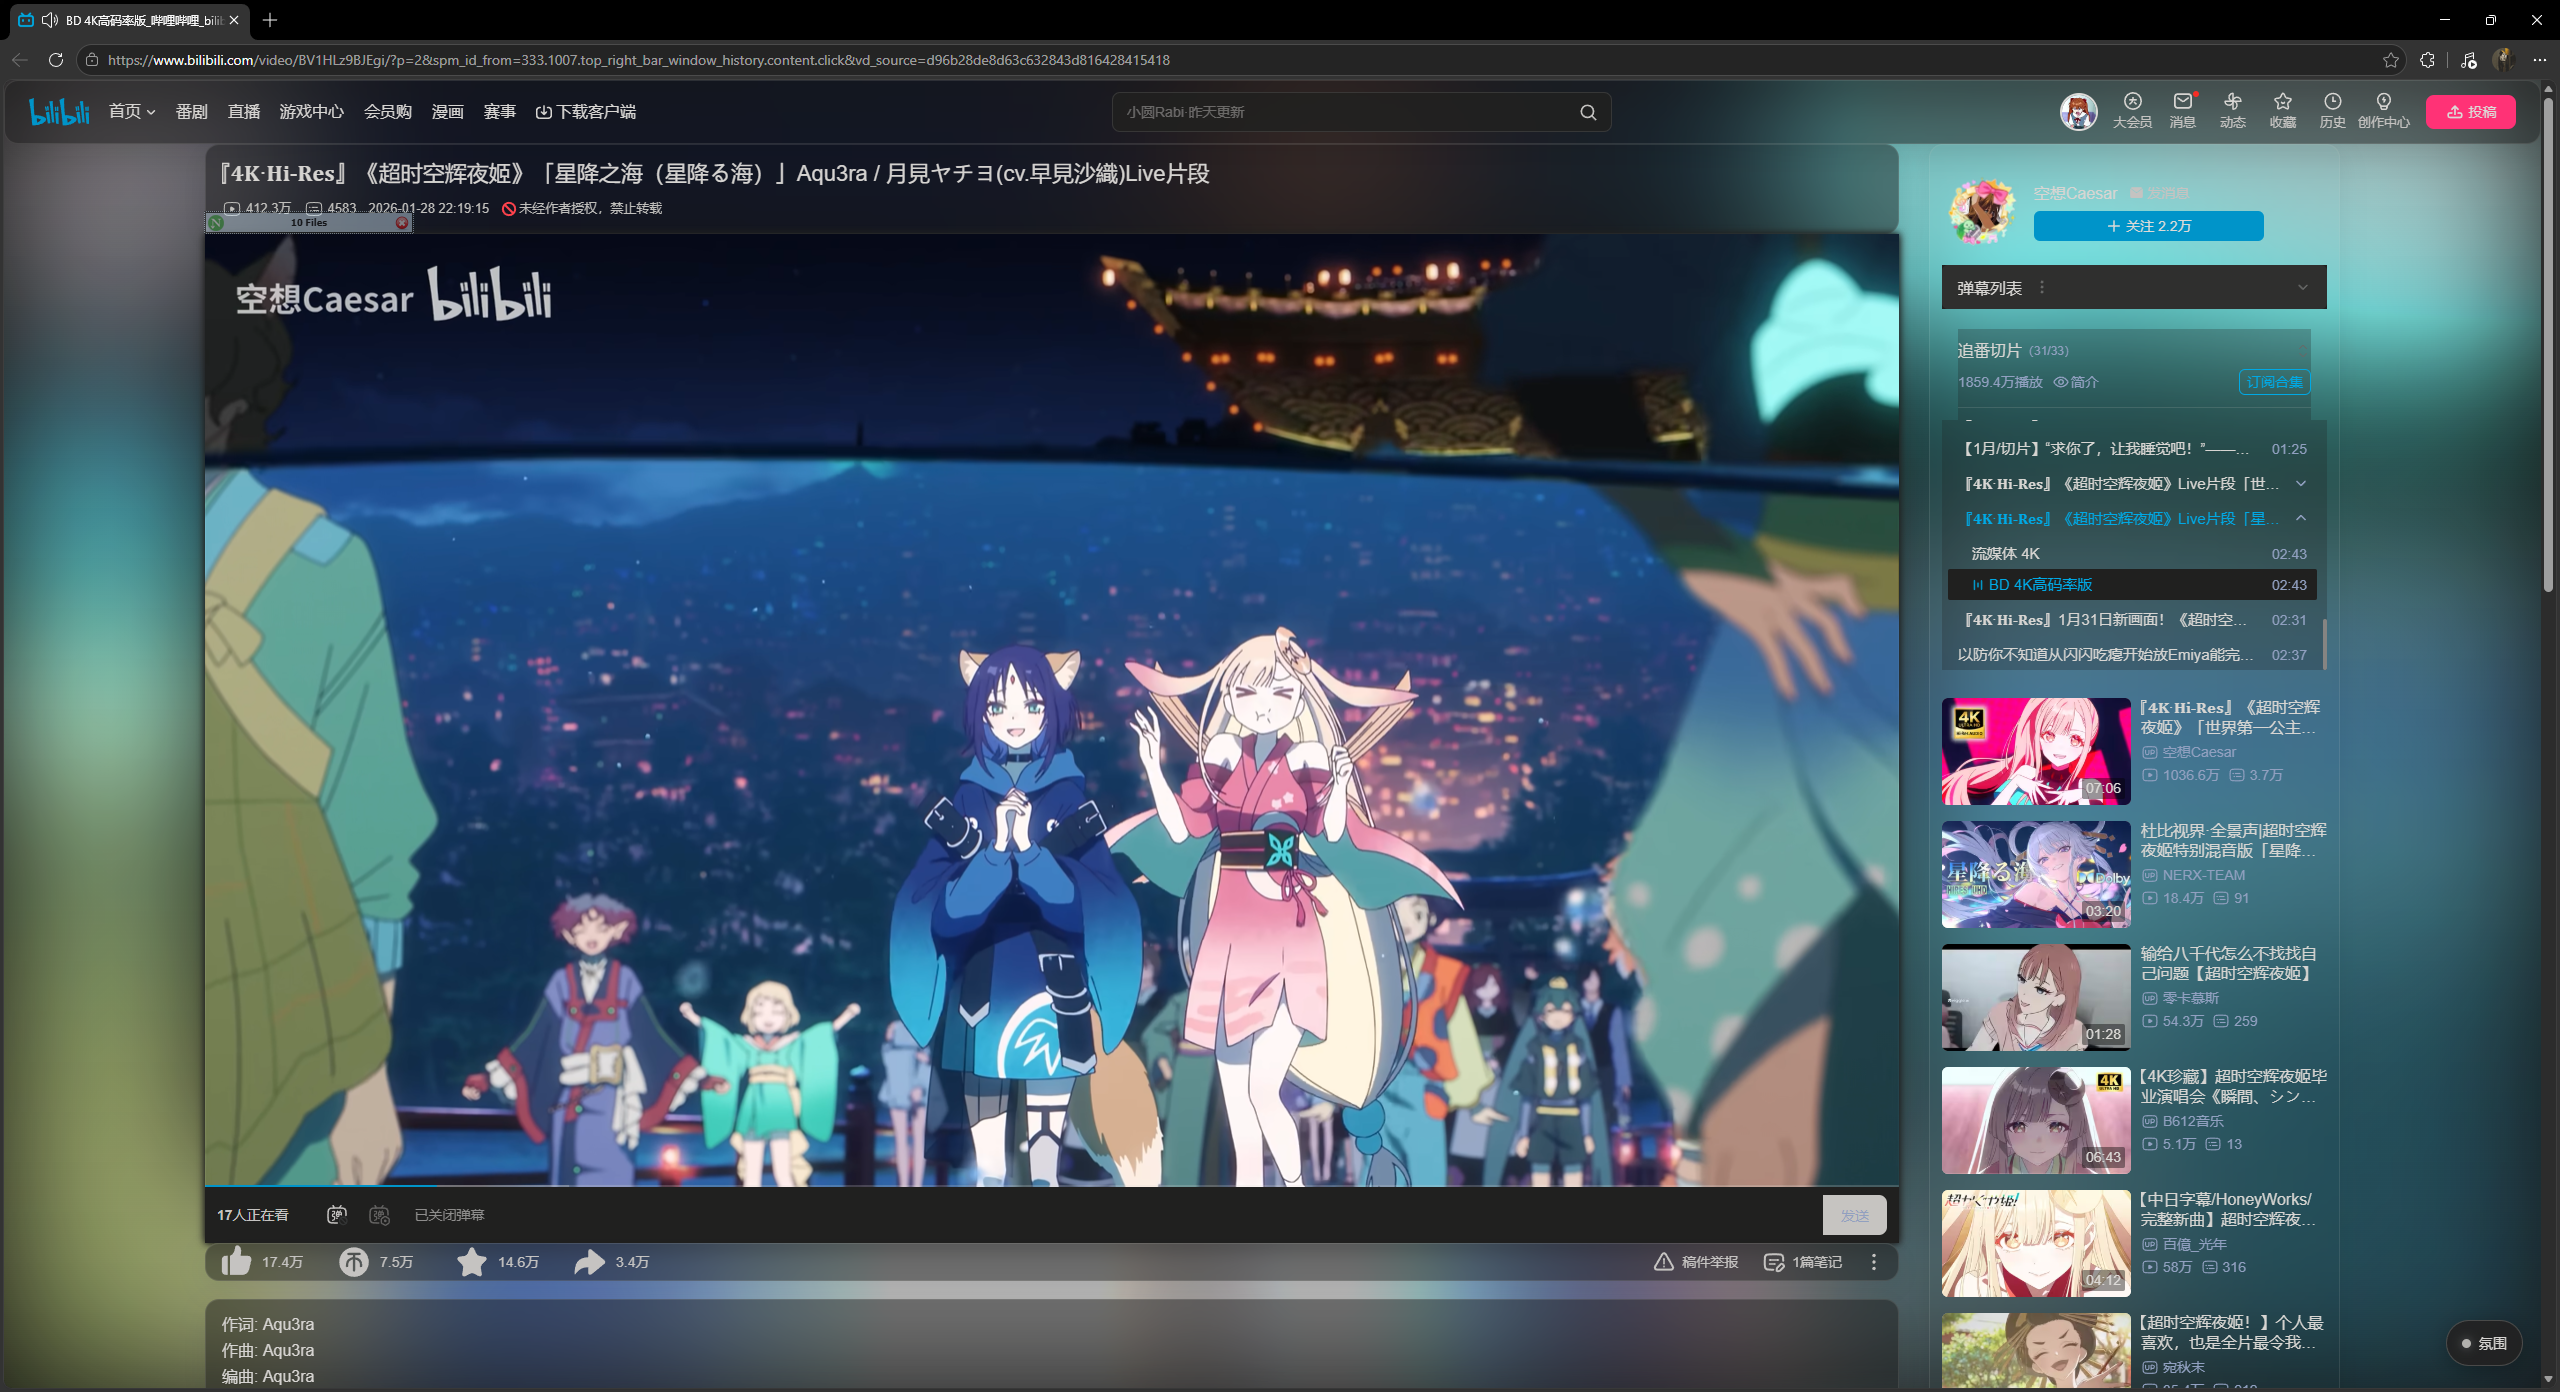 BD 4K高码率版_哔哩哔哩_bilib
https://www.bilibili.com/video/BV1HLz9BJEgi/?p=2&spm_id_from=333.1007.top_right_bar_window_history.content.click&vd_source=d96b28de8d63c632843d816428415418
bilibili 首页 番剧 直播 游戏中心 会员购 漫画 赛事 下载客户端
小圆Rabi·昨天更新
大会员 消息 动态 收藏 历史 创作中心 投稿
『4K·Hi-Res』《超时空辉夜姬》「星降之海（星降る海）」Aqu3ra / 月見ヤチヨ(cv.早見沙織)Live片段
412.3万 4583 2026-01-28 22:19:15 未经作者授权，禁止转载
10 Files
空想Caesar bilibili
17人正在看 已关闭弹幕 发送
17.4万 7.5万 14.6万 3.4万 稿件举报 1篇笔记
作词: Aqu3ra
作曲: Aqu3ra
编曲: Aqu3ra
空想Caesar 发消息
+ 关注 2.2万
弹幕列表
追番切片 (31/33)
1859.4万播放 简介 订阅合集
【1月/切片】“求你了，让我睡觉吧！”——... 01:25
『4K·Hi-Res』《超时空辉夜姬》Live片段「世...
『4K·Hi-Res』《超时空辉夜姬》Live片段「星...
流媒体 4K 02:43
BD 4K高码率版 02:43
『4K·Hi-Res』1月31日新画面！《超时空... 02:31
以防你不知道从闪闪吃瘪开始放Emiya能完... 02:37
4K
ULTRA HD
07:06
『4K·Hi-Res』《超时空辉
夜姬》「世界第一公主...
空想Caesar
1036.6万 3.7万
星降る海
Dolby
03:20
杜比视界·全景声|超时空辉
夜姬特别混音版「星降...
NERX-TEAM
18.4万 91
01:28
输给八千代怎么不找找自
己问题【超时空辉夜姬】
零卡慕斯
54.3万 259
4K
ULTRA HD
06:43
【4K珍藏】超时空辉夜姬毕
业演唱会《瞬間、シン...
B612音乐
5.1万 13
04:12
【中日字幕/HoneyWorks/
完整新曲】超时空辉夜...
百億_光年
58万 316
【超时空辉夜姬！】个人最
喜欢，也是全片最令我...
宛秋末
氛围